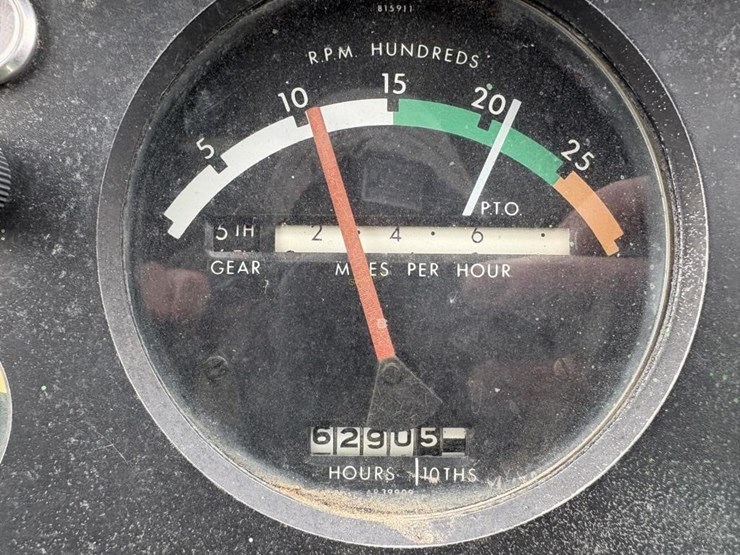 815911
R.P.M. HUNDREDS
5 10 15 20 25
P.T.O.
5TH 2 4 6
GEAR MILES PER HOUR
62905
HOURS 10THS